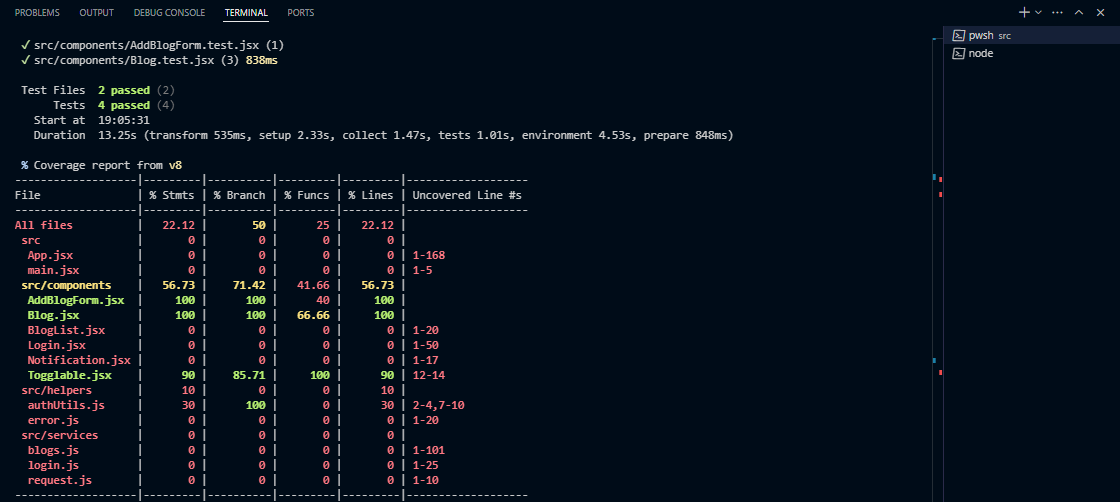 PROBLEMS OUTPUT DEBUG CONSOLE TERMINAL PORTS
pwsh src
node
✓ src/components/AddBlogForm.test.jsx (1)
✓ src/components/Blog.test.jsx (3) 838ms
Test Files 2 passed (2)
Tests 4 passed (4)
Start at 19:05:31
Duration 13.25s (transform 535ms, setup 2.33s, collect 1.47s, tests 1.01s, environment 4.53s, prepare 848ms)
% Coverage report from v8
-------------------|---------|----------|---------|---------|-------------------
File | % Stmts | % Branch | % Funcs | % Lines | Uncovered Line #s
-------------------|---------|----------|---------|---------|-------------------
All files | 22.12 | 50 | 25 | 22.12 |
src | 0 | 0 | 0 | 0 |
App.jsx | 0 | 0 | 0 | 0 | 1-168
main.jsx | 0 | 0 | 0 | 0 | 1-5
src/components | 56.73 | 71.42 | 41.66 | 56.73 |
AddBlogForm.jsx | 100 | 100 | 40 | 100 |
Blog.jsx | 100 | 100 | 66.66 | 100 |
BlogList.jsx | 0 | 0 | 0 | 0 | 1-20
Login.jsx | 0 | 0 | 0 | 0 | 1-50
Notification.jsx | 0 | 0 | 0 | 0 | 1-17
Togglable.jsx | 90 | 85.71 | 100 | 90 | 12-14
src/helpers | 10 | 0 | 0 | 10 |
authUtils.js | 30 | 100 | 0 | 30 | 2-4,7-10
error.js | 0 | 0 | 0 | 0 | 1-20
src/services | 0 | 0 | 0 | 0 |
blogs.js | 0 | 0 | 0 | 0 | 1-101
login.js | 0 | 0 | 0 | 0 | 1-25
request.js | 0 | 0 | 0 | 0 | 1-10
-------------------|---------|----------|---------|---------|-------------------